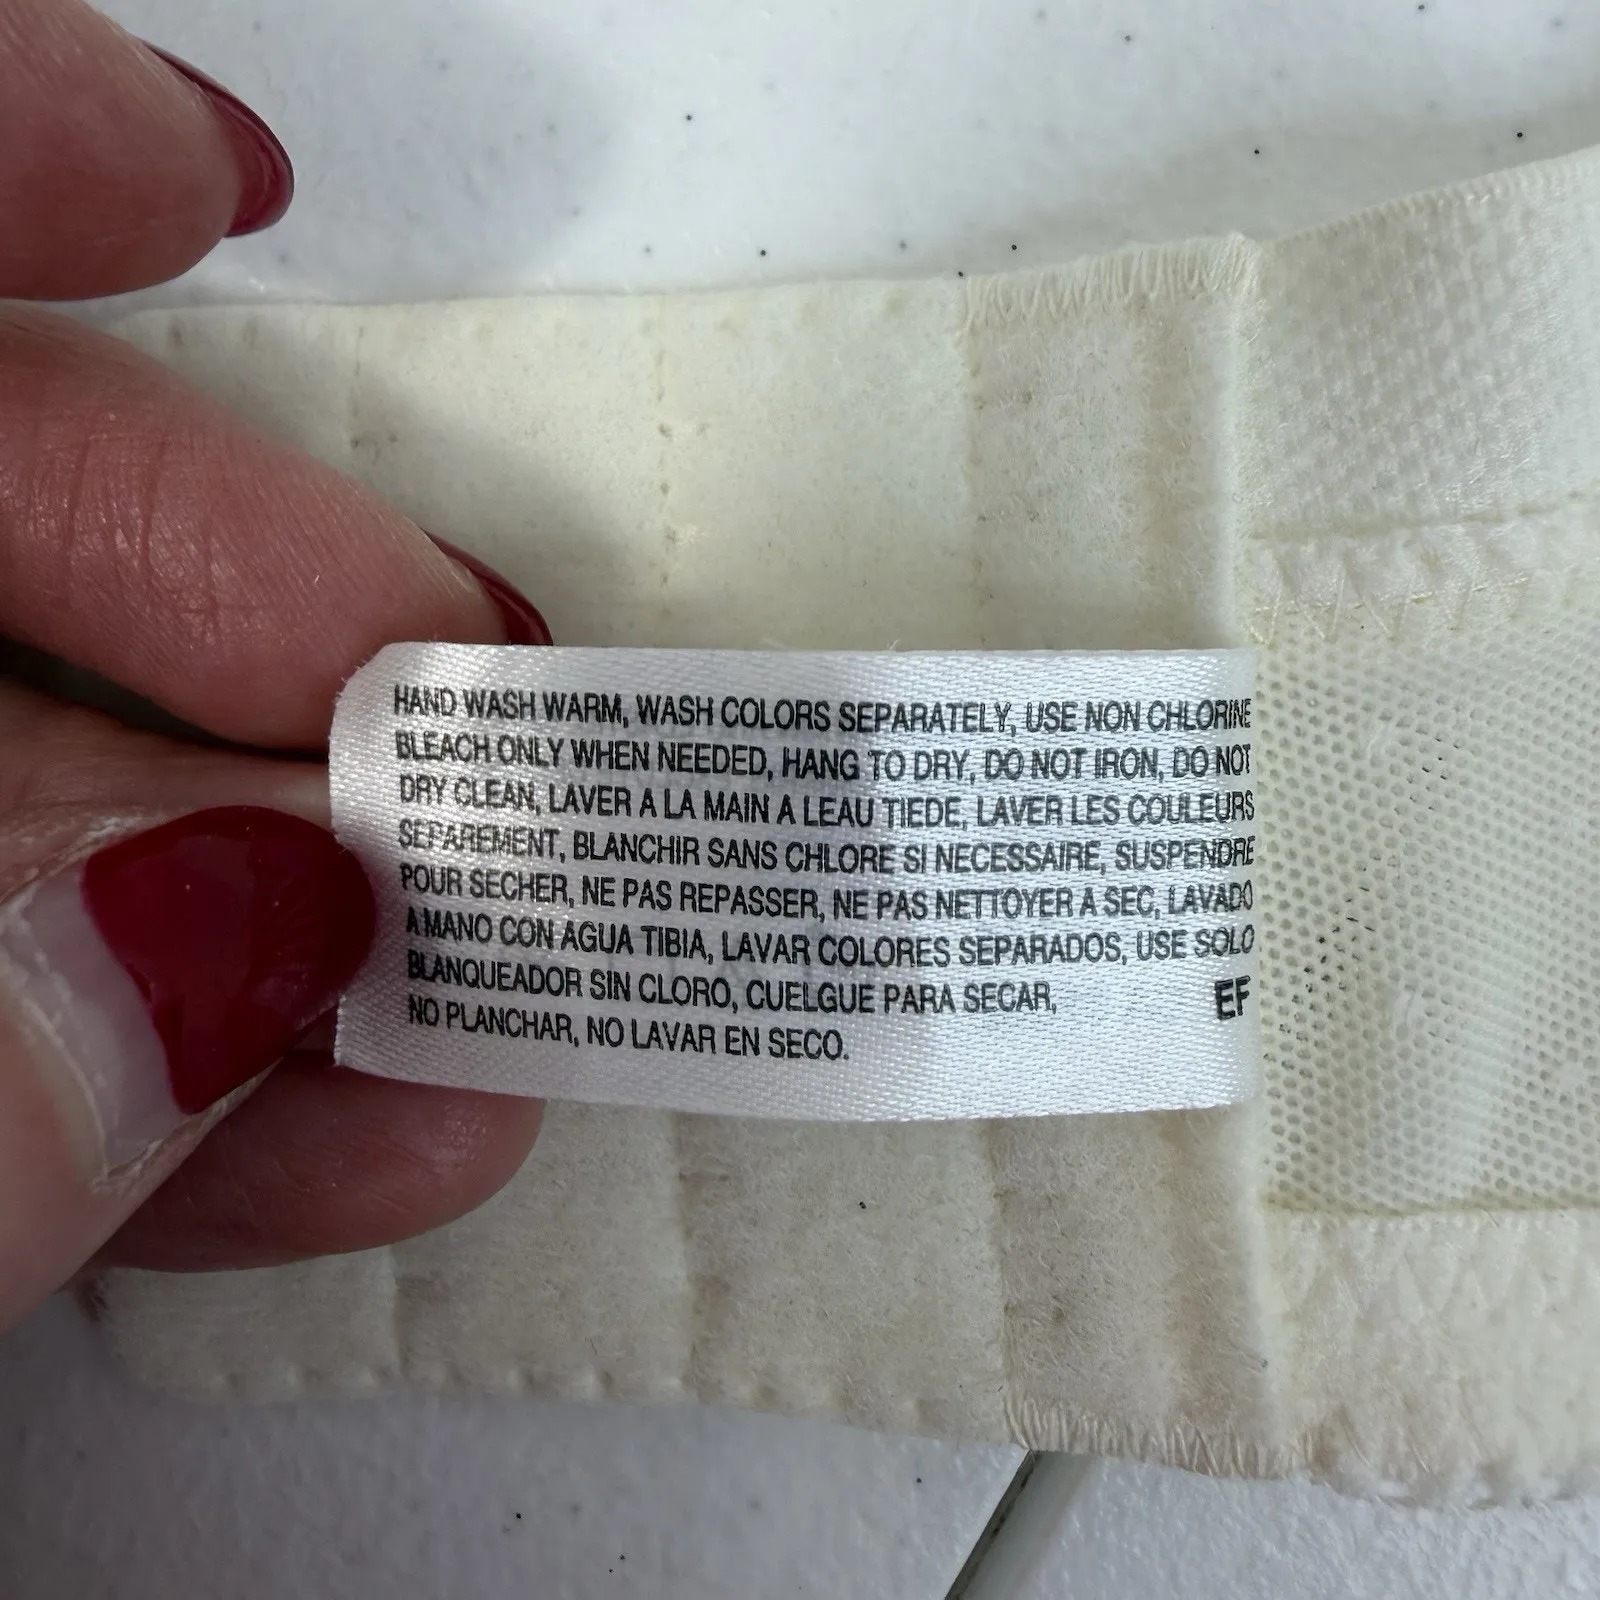 HAND WASH WARM, WASH COLORS SEPARATELY, USE NON CHLORINE
BLEACH ONLY WHEN NEEDED, HANG TO DRY, DO NOT IRON, DO NOT
DRY CLEAN, LAVER A LA MAIN A LEAU TIEDE, LAVER LES COULEURS
SEPAREMENT, BLANCHIR SANS CHLORE SI NECESSAIRE, SUSPENDRE
POUR SECHER, NE PAS REPASSER, NE PAS NETTOYER A SEC, LAVADO
A MANO CON AGUA TIBIA, LAVAR COLORES SEPARADOS, USE SOLO
BLANQUEADOR SIN CLORO, CUELGUE PARA SECAR, EF
NO PLANCHAR, NO LAVAR EN SECO.